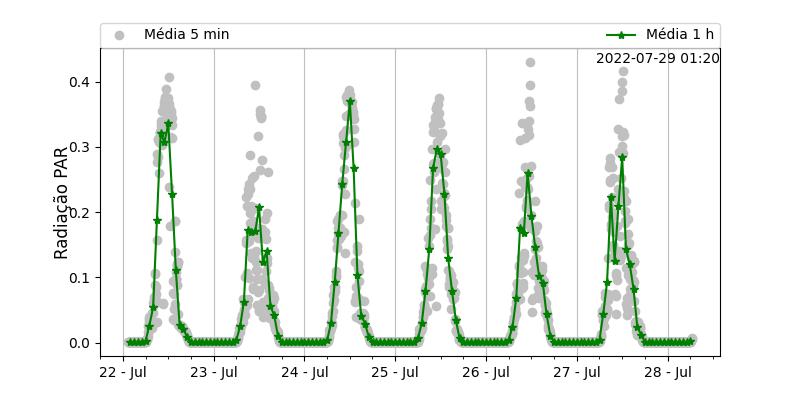 Média 5 min
Média 1 h
2022-07-29 01:20
Radiação PAR
0.4
0.3
0.2
0.1
0.0
22 - Jul
23 - Jul
24 - Jul
25 - Jul
26 - Jul
27 - Jul
28 - Jul